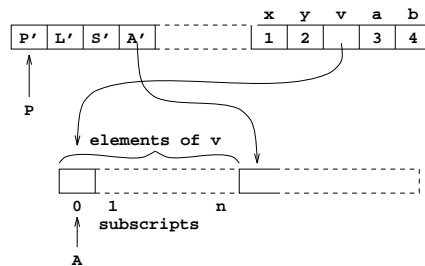 x y v a b
P′ L′ S′ A′ 1 2 3 4
P
elements of v
0 1 n
subscripts
A